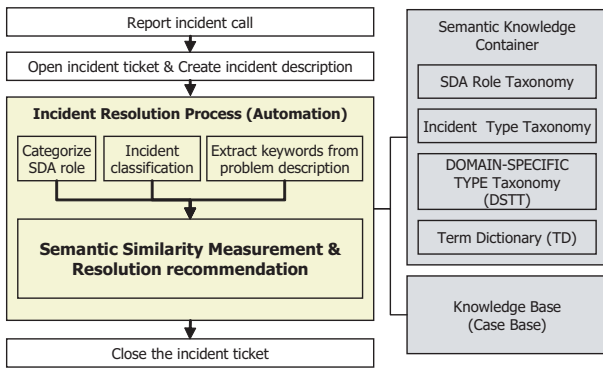 Report incident call
Open incident ticket & Create incident description
Incident Resolution Process (Automation)
Categorize
SDA role
Incident
classification
Extract keywords from
problem description
Semantic Similarity Measurement &
Resolution recommendation
Close the incident ticket
Semantic Knowledge
Container
SDA Role Taxonomy
Incident Type Taxonomy
DOMAIN-SPECIFIC
TYPE Taxonomy
(DSTT)
Term Dictionary (TD)
Knowledge Base
(Case Base)